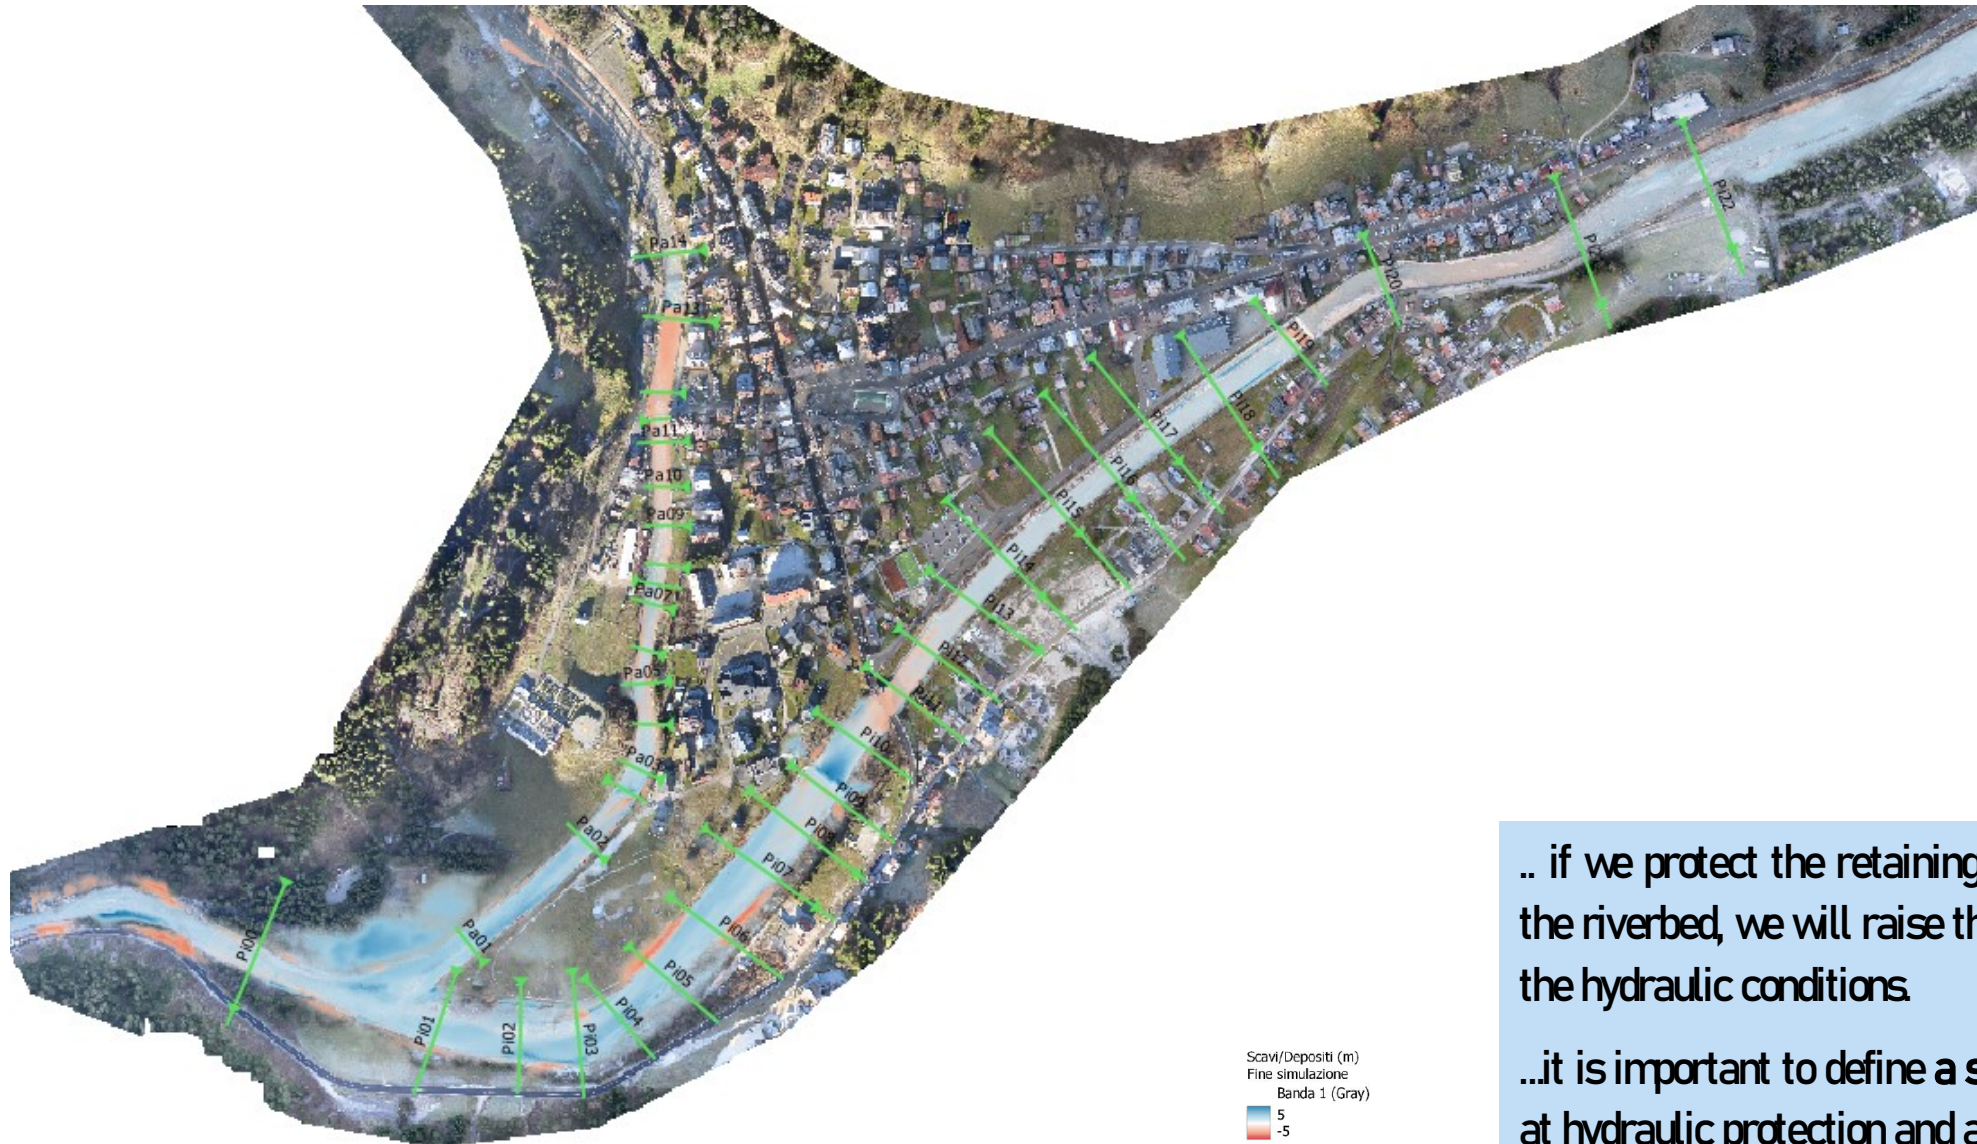 Pa14
Pa13
Pa11
Pa10
Pa09
Pa07
Pa05
Pa03
Pa02
Pa01
Pi00
Pi01
Pi02
Pi03
Pi04
Pi05
Pi06
Pi07
Pi08
Pi09
Pi10
Pi11
Pi12
Pi13
Pi14
Pi15
Pi16
Pi17
Pi18
Pi19
Pi20
Pi22
Scavi/Depositi (m)
Fine simulazione
Banda 1 (Gray)
5
-5
.. if we protect the retaining
the riverbed, we will raise th
the hydraulic conditions.
...it is important to define a s
at hydraulic protection and a